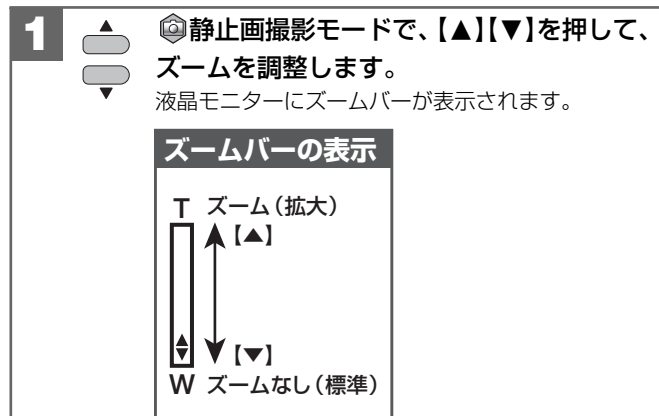 1
静止画撮影モードで、【▲】【▼】を押して、
ズームを調整します。
液晶モニターにズームバーが表示されます。
ズームバーの表示
T ズーム（拡大）
【▲】
【▼】
W ズームなし（標準）